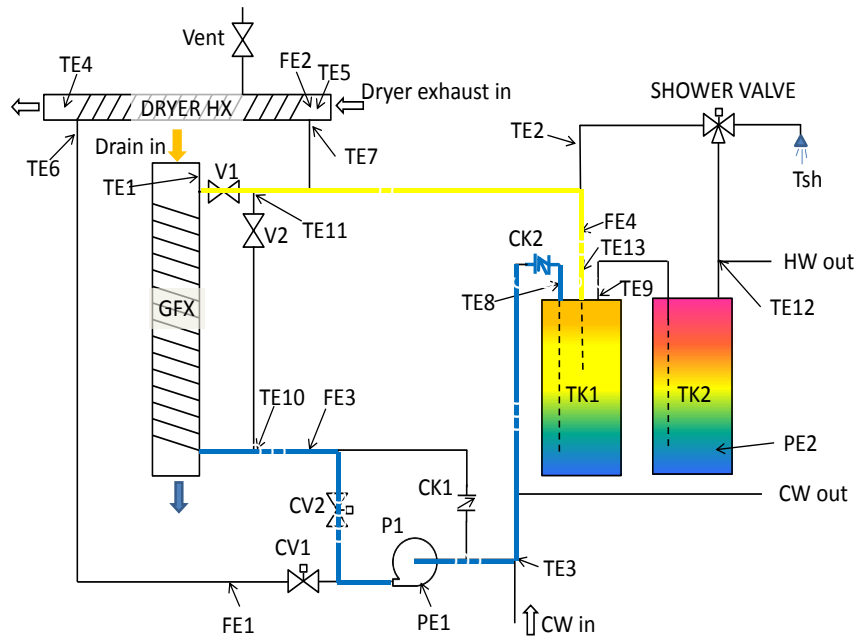 Vent
TE4
FE2
TE5
DRYER HX
Dryer exhaust in
SHOWER VALVE
Drain in
TE6
TE7
TE2
V1
TE1
Tsh
V2
TE11
FE4
CK2
TE13
TE8
TE9
HW out
TE12
GFX
TK1
TK2
TE10
FE3
PE2
CK1
CW out
CV2
P1
CV1
TE3
FE1
PE1
CW in